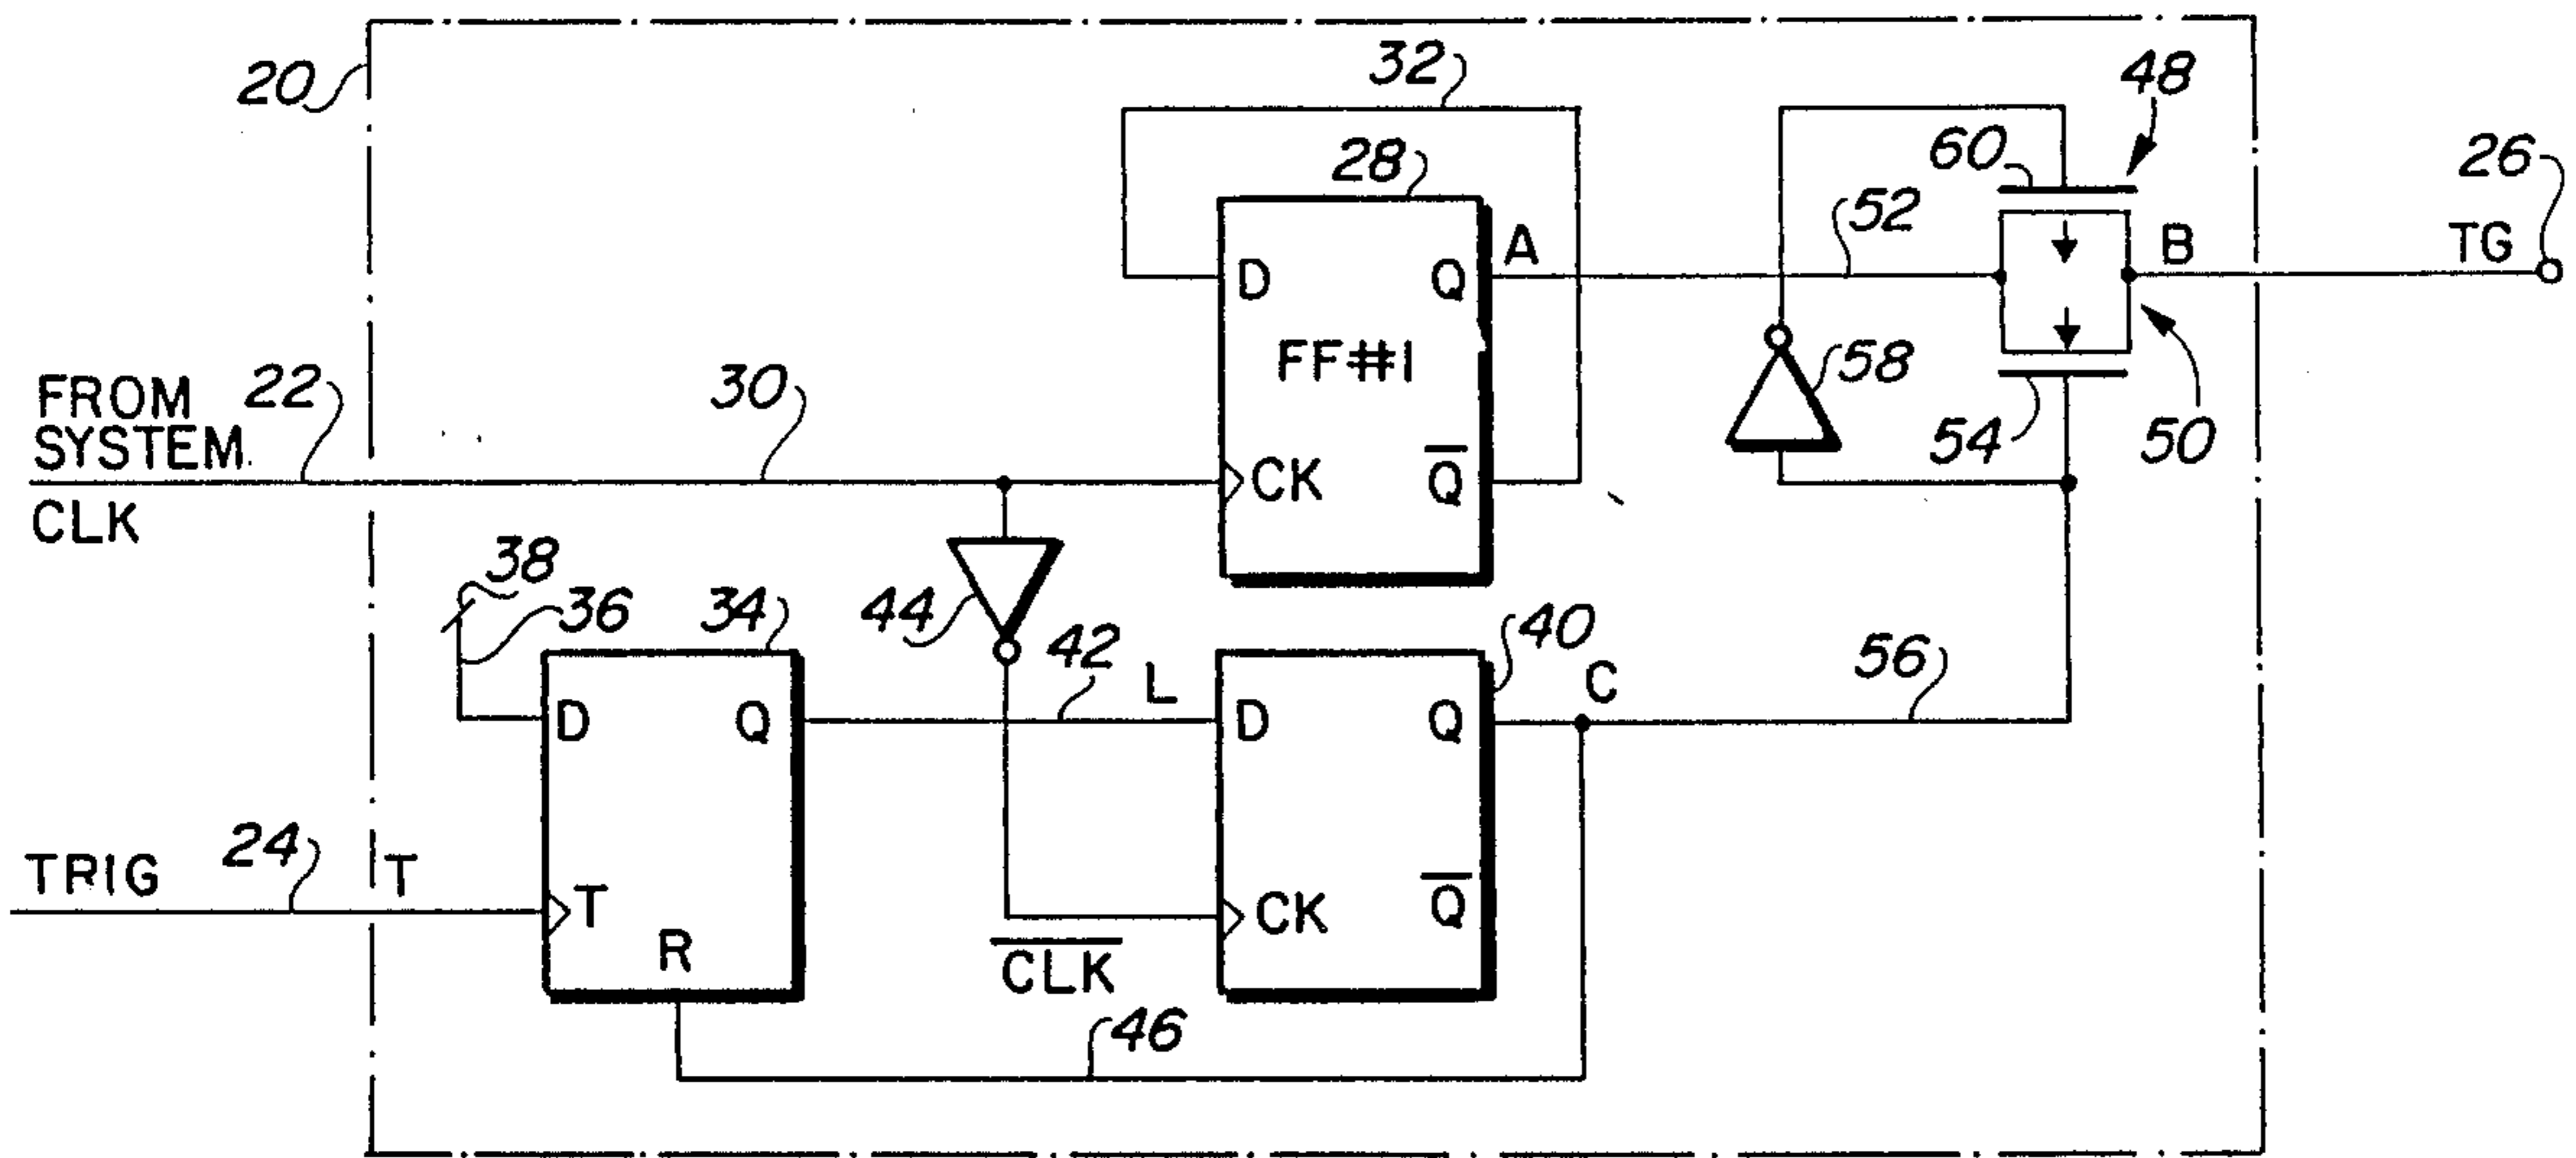 32
48
20
28
60
26
52
A
B
TG
D
Q
FF#1
58
FROM
SYSTEM
22
30
54
50
CK
Q̅
CLK
38
36
34
44
42
40
L
C
56
D
Q
D
Q
TRIG
24
T
T
CK
Q̅
R
C̅L̅K̅
46